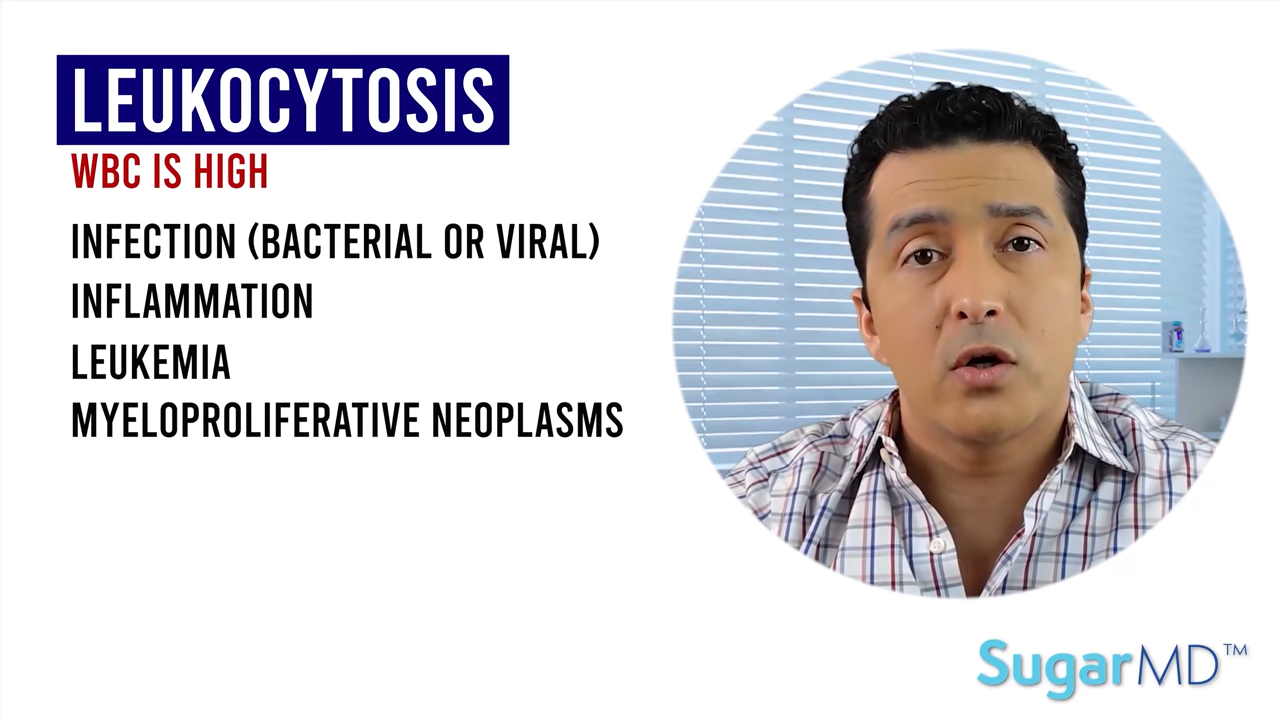 LEUKOCYTOSIS
WBC IS HIGH
INFECTION (BACTERIAL OR VIRAL)
INFLAMMATION
LEUKEMIA
MYELOPROLIFERATIVE NEOPLASMS
SugarMD™